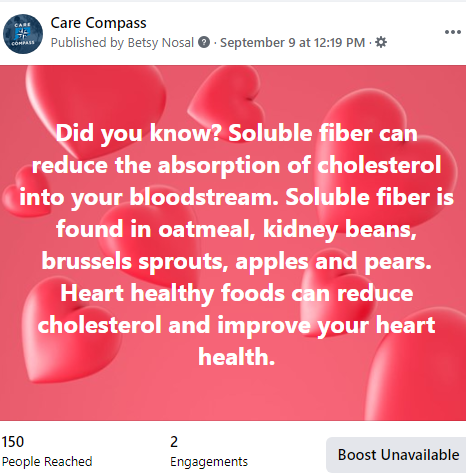 CARE
COMPASS
Care Compass
Published by Betsy Nosal ? · September 9 at 12:19 PM ·
Did you know? Soluble fiber can
reduce the absorption of cholesterol
into your bloodstream. Soluble fiber is
found in oatmeal, kidney beans,
brussels sprouts, apples and pears.
Heart healthy foods can reduce
cholesterol and improve your heart
health.
150
People Reached
2
Engagements
Boost Unavailable